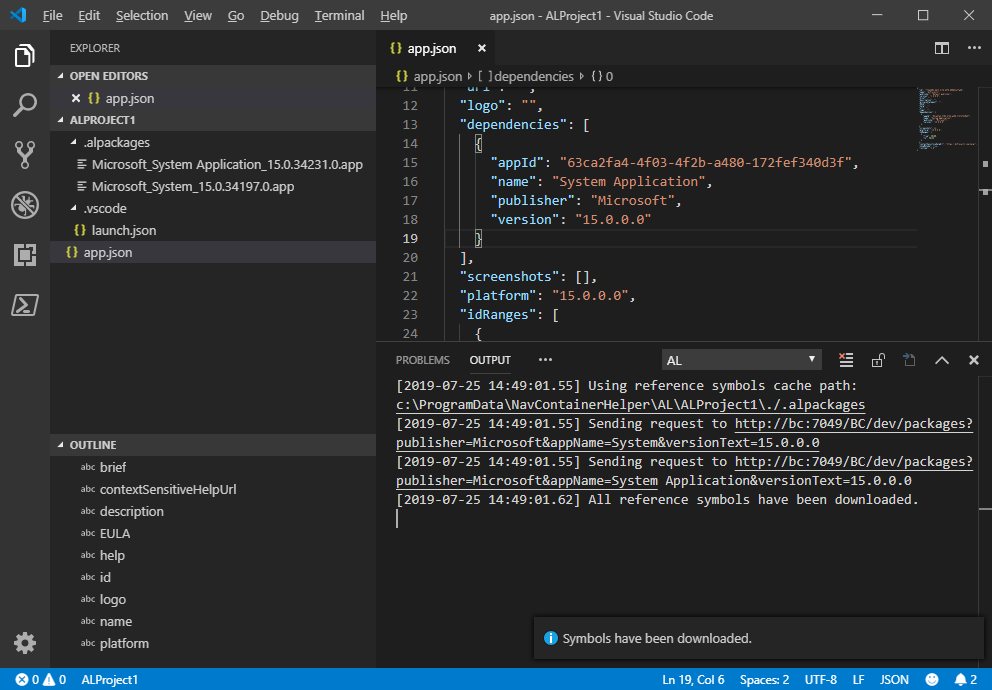 File Edit Selection View Go Debug Terminal Help app.json - ALProject1 - Visual Studio Code
EXPLORER
OPEN EDITORS
{} app.json
ALPROJECT1
.alpackages
Microsoft_System Application_15.0.34231.0.app
Microsoft_System_15.0.34197.0.app
.vscode
{} launch.json
{} app.json
OUTLINE
abc brief
abc contextSensitiveHelpUrl
abc description
abc EULA
abc help
abc id
abc logo
abc name
abc platform
{} app.json
{} app.json [ ] dependencies {} 0
11 "url": "",
12 "logo": "",
13 "dependencies": [
14 {
15 "appId": "63ca2fa4-4f03-4f2b-a480-172fef340d3f",
16 "name": "System Application",
17 "publisher": "Microsoft",
18 "version": "15.0.0.0"
19 }
20 ],
21 "screenshots": [],
22 "platform": "15.0.0.0",
23 "idRanges": [
24 {
PROBLEMS OUTPUT ... AL
[2019-07-25 14:49:01.55] Using reference symbols cache path:
c:\ProgramData\NavContainerHelper\AL\ALProject1\./.alpackages
[2019-07-25 14:49:01.55] Sending request to http://bc:7049/BC/dev/packages?
publisher=Microsoft&appName=System&versionText=15.0.0.0
[2019-07-25 14:49:01.55] Sending request to http://bc:7049/BC/dev/packages?
publisher=Microsoft&appName=System Application&versionText=15.0.0.0
[2019-07-25 14:49:01.62] All reference symbols have been downloaded.
Symbols have been downloaded.
0 0 ALProject1 Ln 19, Col 6 Spaces: 2 UTF-8 LF JSON 2